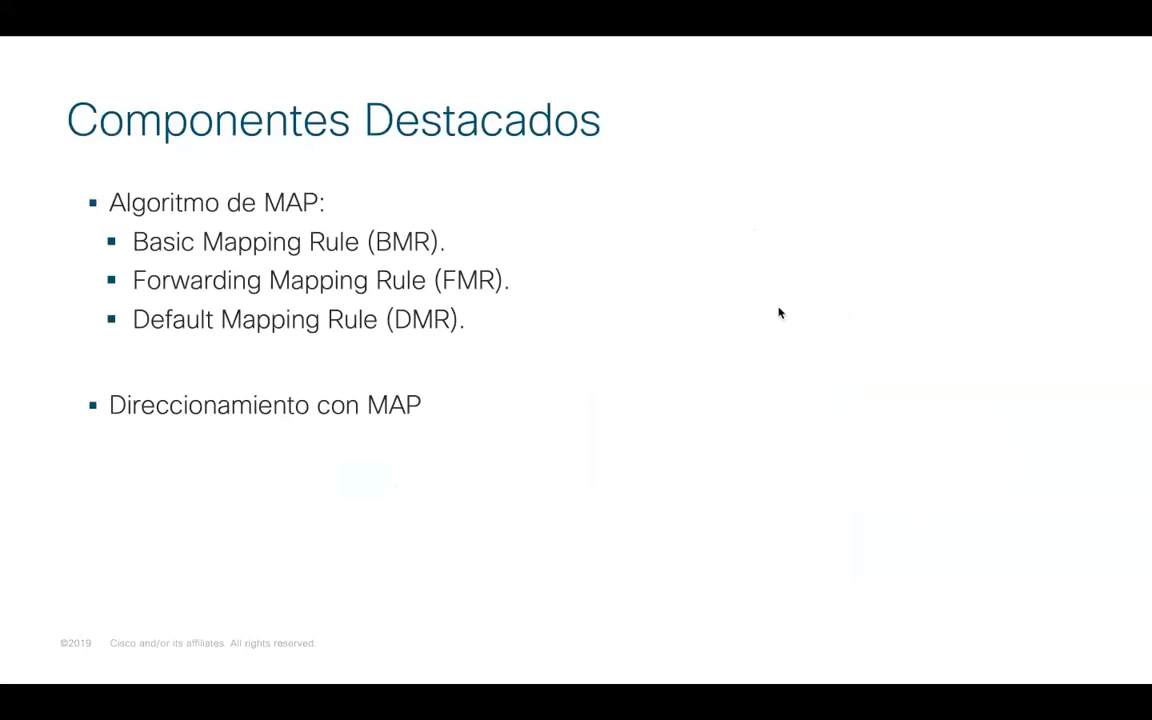 Componentes Destacados
▪ Algoritmo de MAP:
▪ Basic Mapping Rule (BMR).
▪ Forwarding Mapping Rule (FMR).
▪ Default Mapping Rule (DMR).
▪ Direccionamiento con MAP
©2019 Cisco and/or its affiliates. All rights reserved.